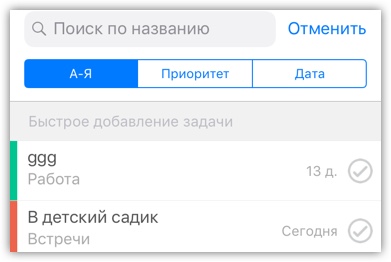 Поиск по названию Отменить
А-Я Приоритет Дата
Быстрое добавление задачи
ggg
Работа 13 д.
В детский садик
Встречи Сегодня